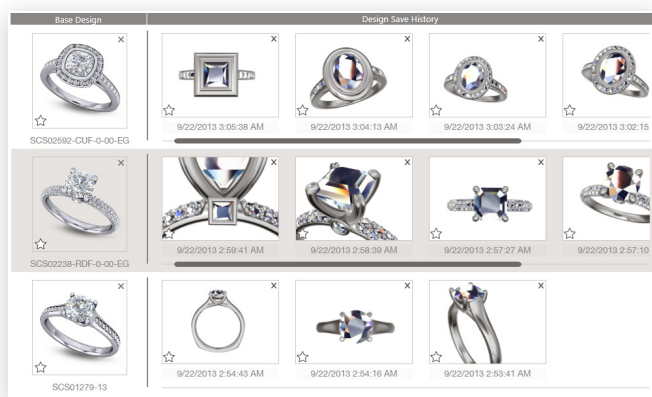 Base Design
Design Save History
9/22/2013 3:05:38 AM
9/22/2013 3:04:13 AM
9/22/2013 3:03:24 AM
9/22/2013 3:02:15
SCS02592-CUF-0-00-EG
9/22/2013 2:59:41 AM
9/22/2013 2:58:39 AM
9/22/2013 2:57:27 AM
9/22/2013 2:57:10
SCS02238-RDF-0-00-EG
9/22/2013 2:54:43 AM
9/22/2013 2:54:16 AM
9/22/2013 2:53:41 AM
SCS01279-13